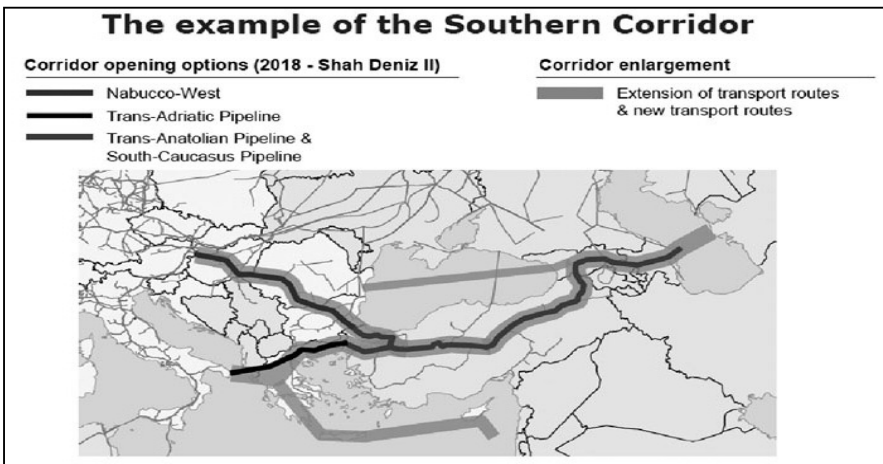 The example of the Southern Corridor
Corridor opening options (2018 - Shah Deniz II)
Nabucco-West
Trans-Adriatic Pipeline
Trans-Anatolian Pipeline &
South-Caucasus Pipeline
Corridor enlargement
Extension of transport routes
& new transport routes